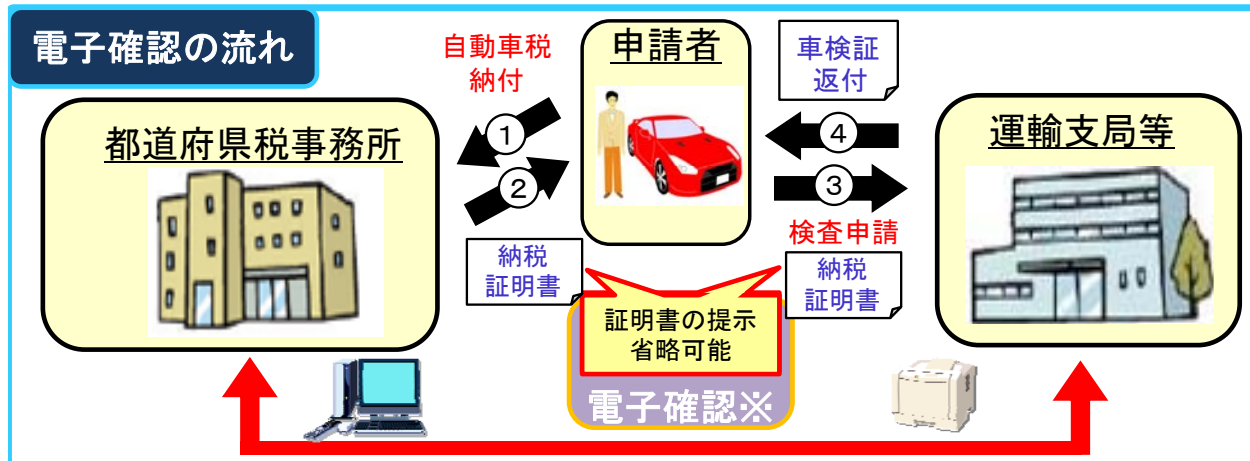 電子確認の流れ
自動車税
納付
申請者
車検証
返付
都道府県税事務所
①
②
④
③
運輸支局等
検査申請
納税
証明書
納税
証明書
証明書の提示
省略可能
電子確認※